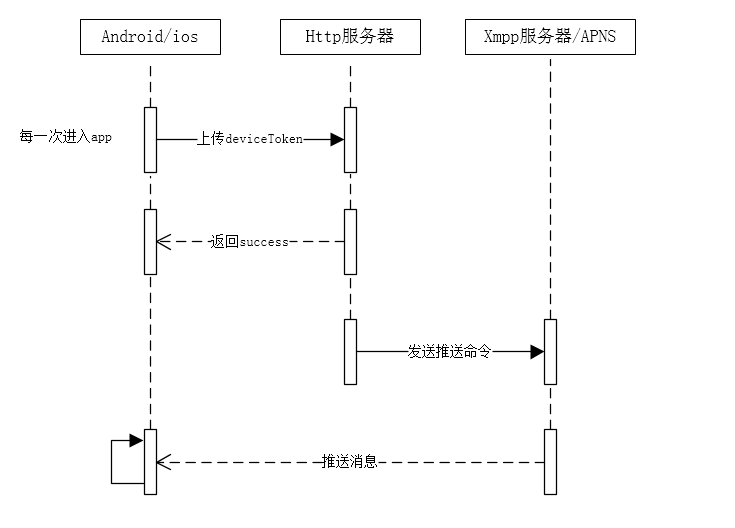 Android/ios
Http服务器
Xmpp服务器/APNS
每一次进入app
上传deviceToken
返回success
发送推送命令
推送消息